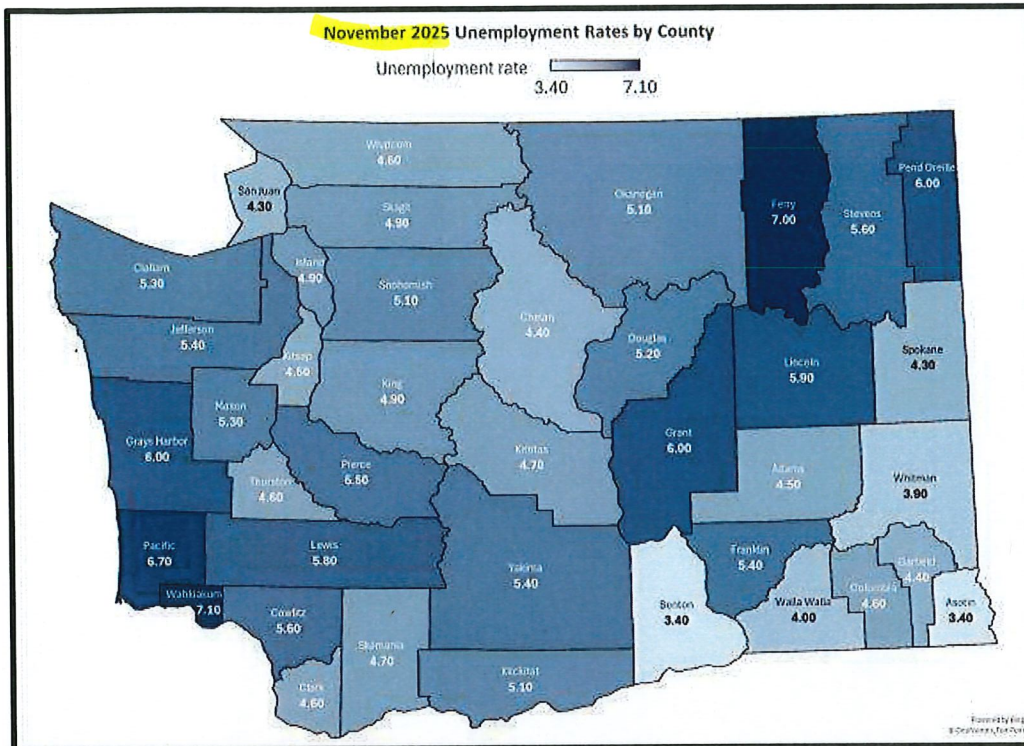 November 2025 Unemployment Rates by County
Unemployment rate
3.40 7.10
Whatcom
4.60
San Juan
4.30
Skagit
4.90
Okanogan
5.10
Ferry
7.00
Stevens
5.60
Pend Oreille
6.00
Clallam
5.30
Island
4.90
Snohomish
5.10
Chelan
4.40
Jefferson
5.40
Kitsap
Douglas
5.20
Lincoln
5.90
Spokane
4.30
King
4.90
Mason
5.30
Grays Harbor
6.00
Kittitas
4.70
Grant
6.00
Adams
4.50
Whitman
3.90
Thurston
4.60
Pierce
Pacific
6.70
Lewis
5.80
Yakima
5.40
Franklin
5.40
Garfield
4.40
Columbia
4.60
Wahkiakum
7.10
Cowlitz
5.60
Skamania
4.70
Benton
3.40
Walla Walla
4.00
Asotin
3.40
Clark
4.60
Klickitat
5.10
Powered by Bing